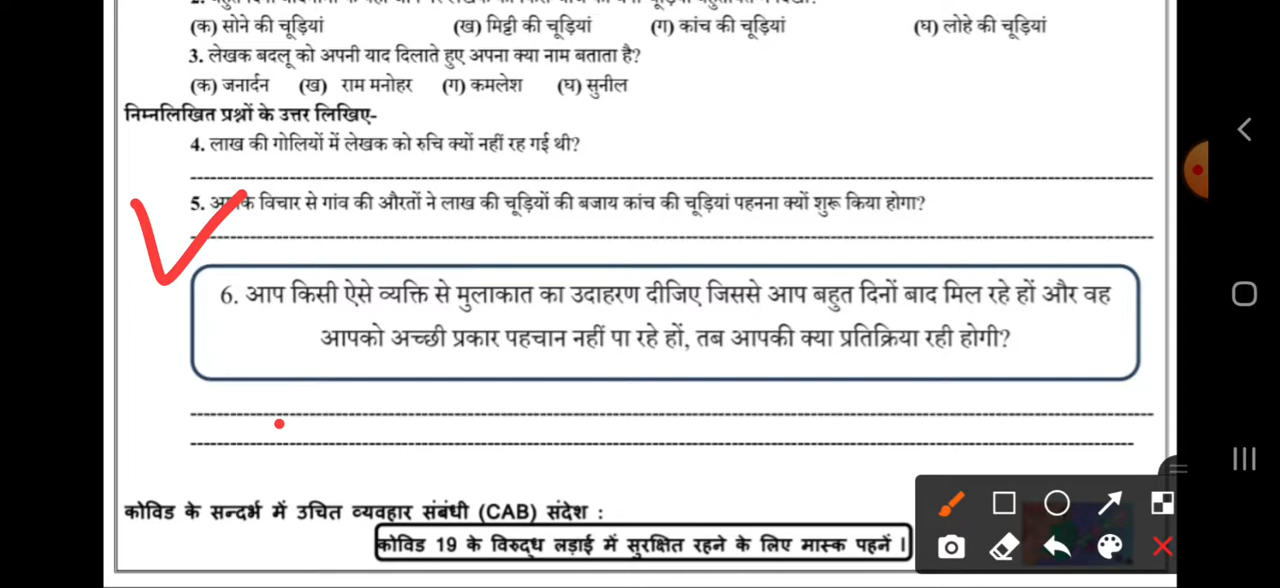 (क) सोने की चूड़ियां (ख) मिट्टी की चूड़ियां (ग) कांच की चूड़ियां (घ) लोहे की चूड़ियां
3. लेखक बदलू को अपनी याद दिलाते हुए अपना क्या नाम बताता है?
(क) जनार्दन (ख) राम मनोहर (ग) कमलेश (घ) सुनील
निम्नलिखित प्रश्नों के उत्तर लिखिए-
4. लाख की गोलियों में लेखक को रुचि क्यों नहीं रह गई थी?
5. आपके विचार से गांव की औरतों ने लाख की चूड़ियों की बजाय कांच की चूड़ियां पहनना क्यों शुरू किया होगा?
6. आप किसी ऐसे व्यक्ति से मुलाकात का उदाहरण दीजिए जिससे आप बहुत दिनों बाद मिल रहे हों और वह
आपको अच्छी प्रकार पहचान नहीं पा रहे हों, तब आपकी क्या प्रतिक्रिया रही होगी?
कोविड के सन्दर्भ में उचित व्यवहार संबंधी (CAB) संदेश :
कोविड 19 के विरुद्ध लड़ाई में सुरक्षित रहने के लिए मास्क पहनें ।